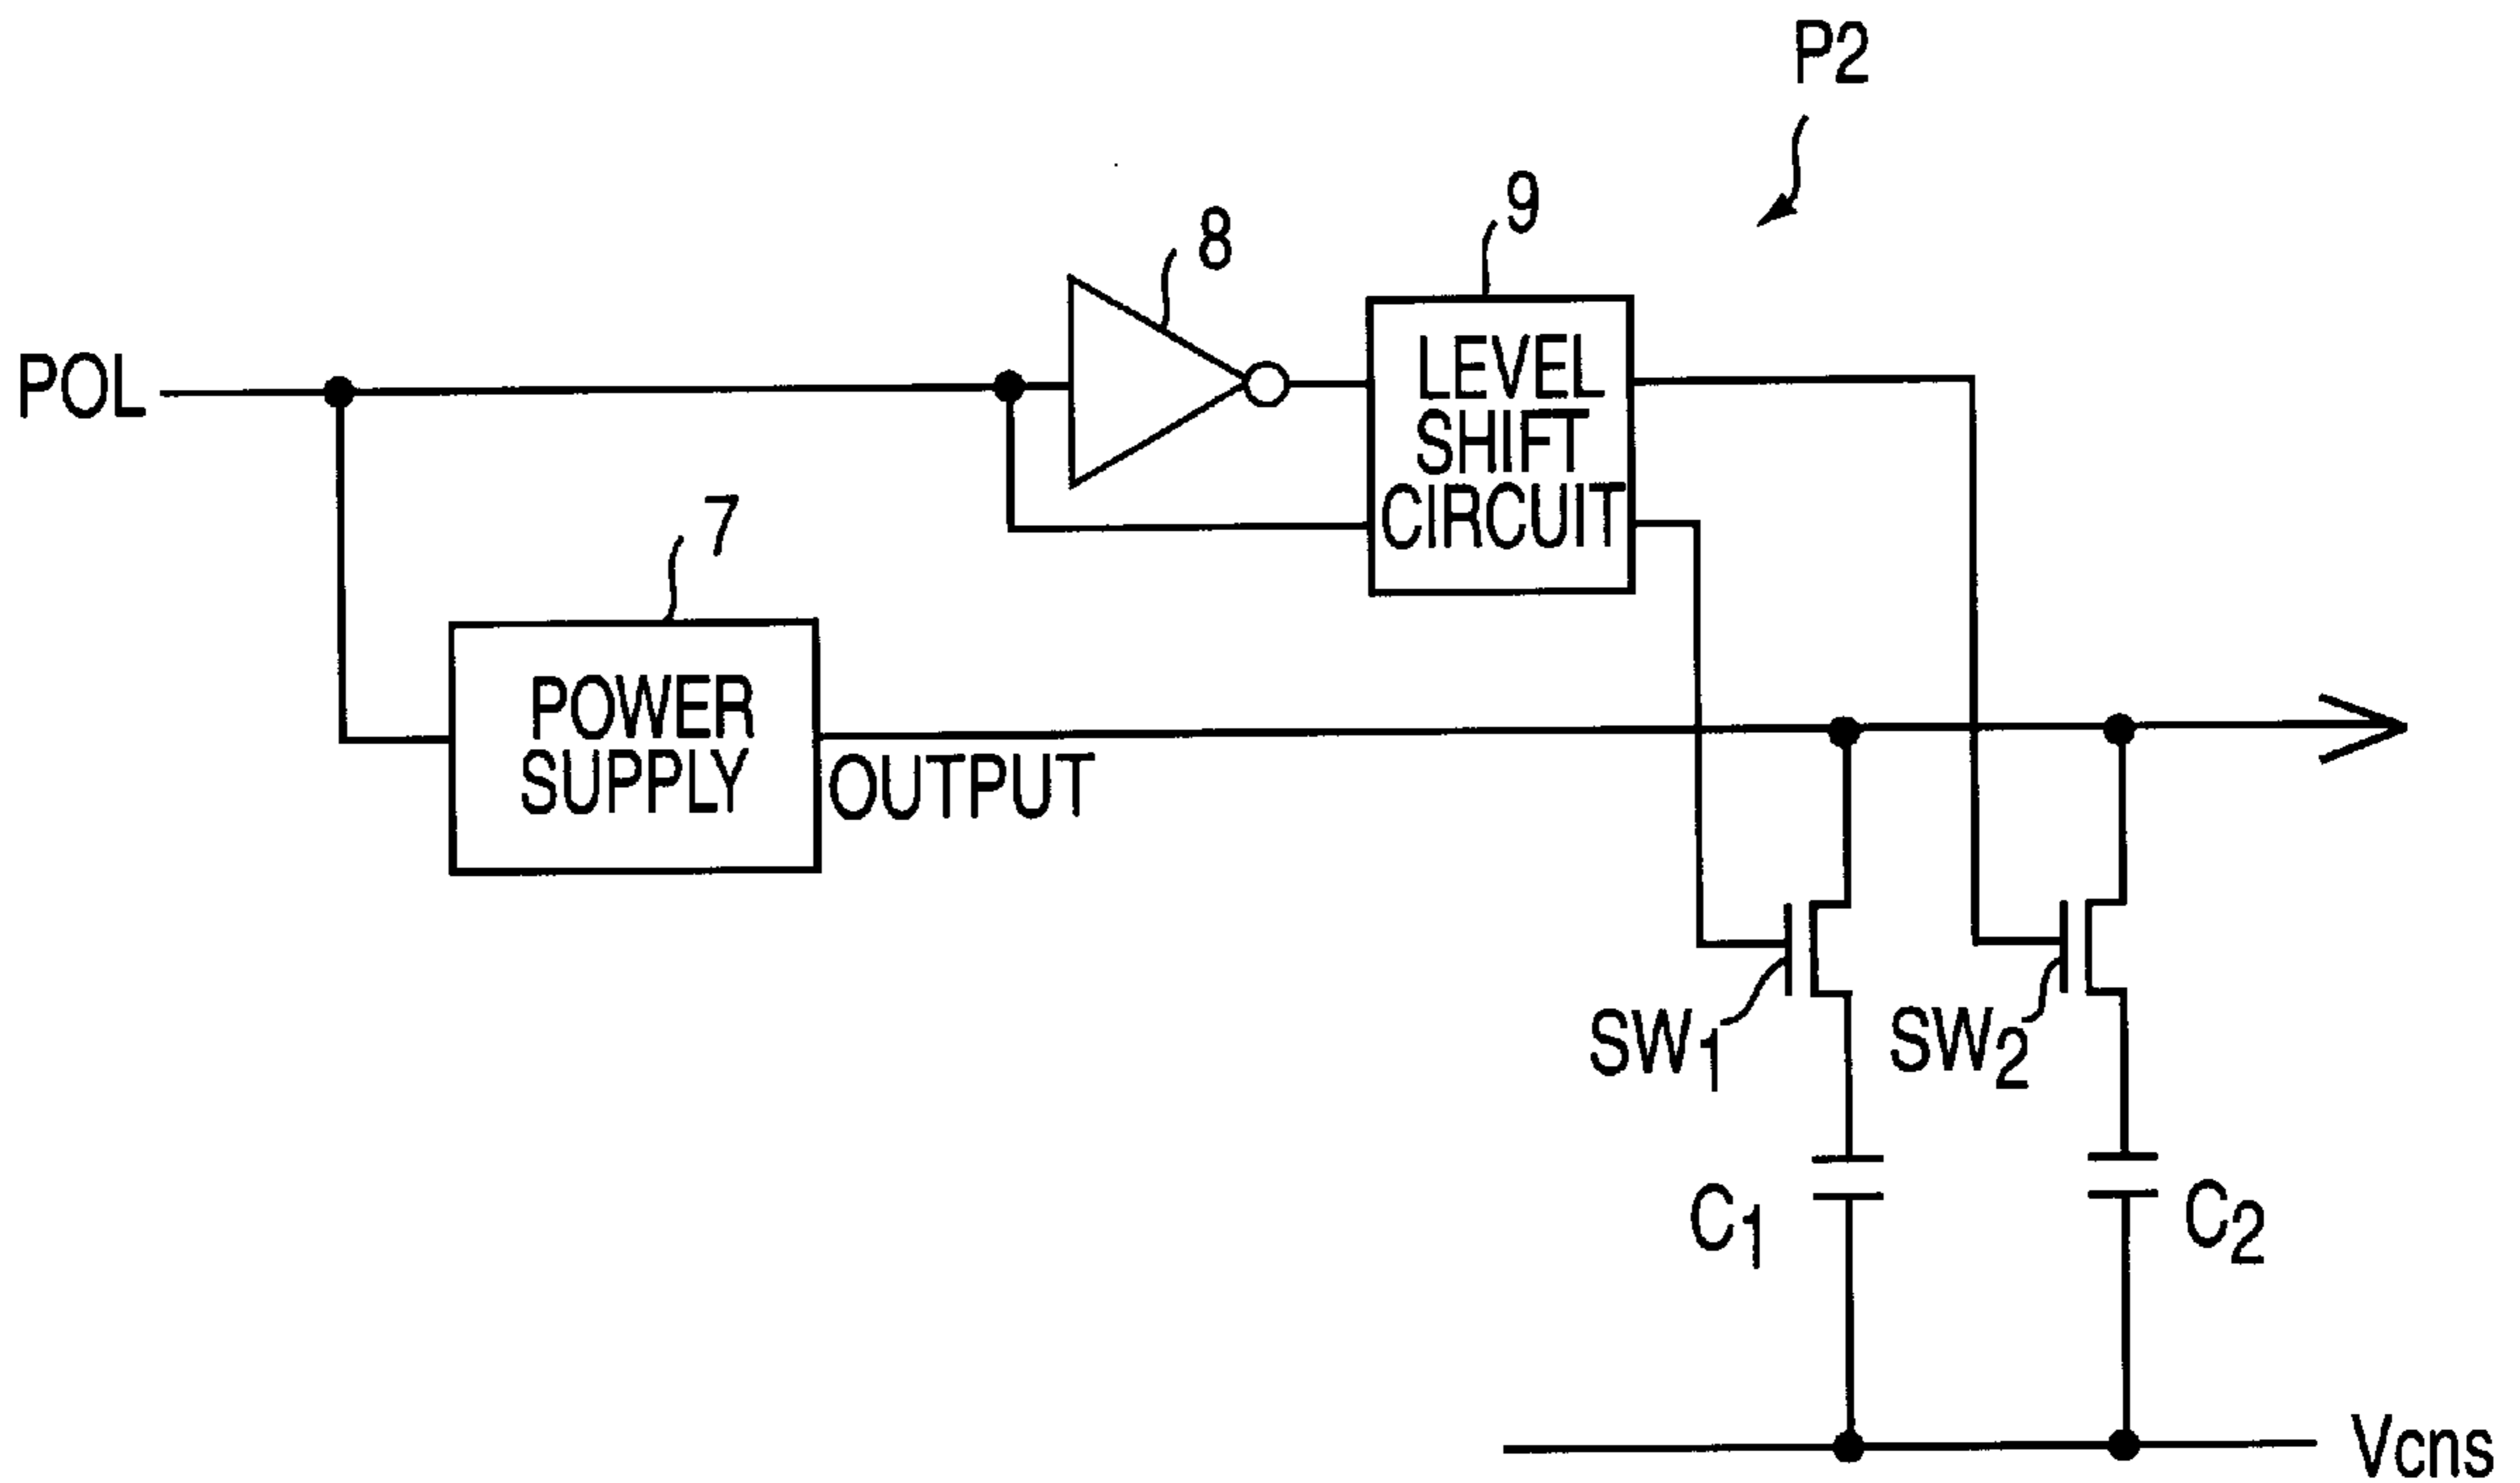 P2
9
8
LEVEL
SHIFT
CIRCUIT
POL
7
POWER
SUPPLY
OUTPUT
SW1
SW2
C1
C2
Vcns